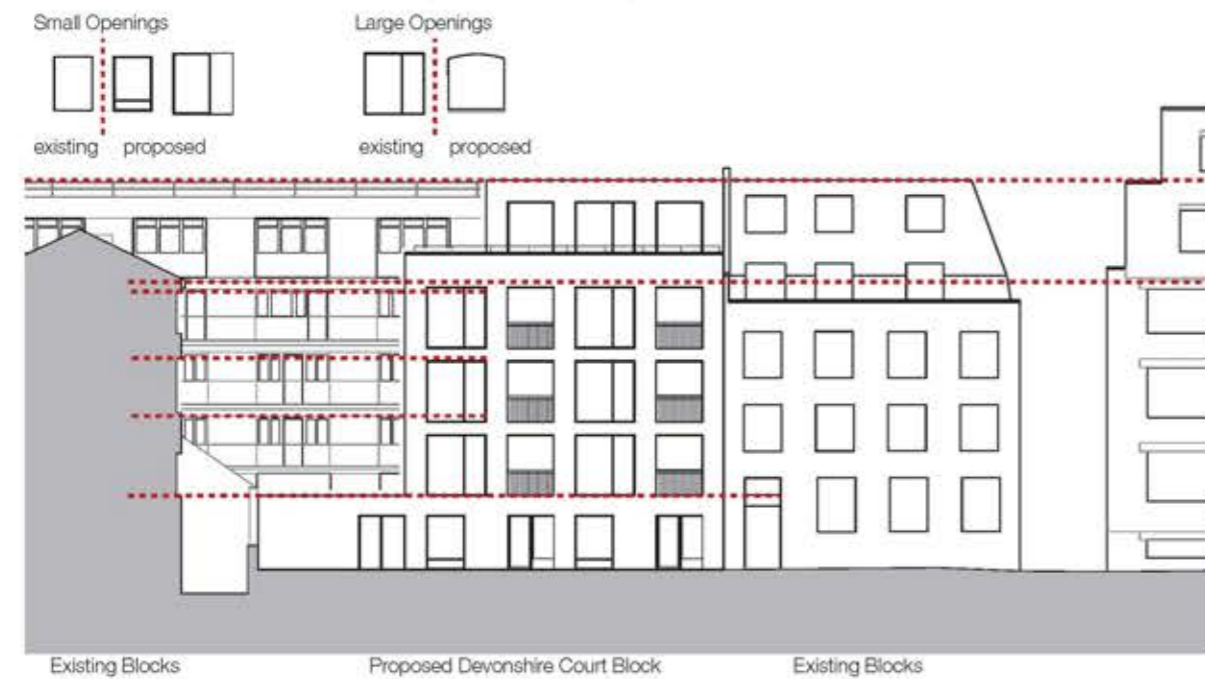 Small Openings
Large Openings
existing proposed
existing proposed
Existing Blocks
Proposed Devonshire Court Block
Existing Blocks